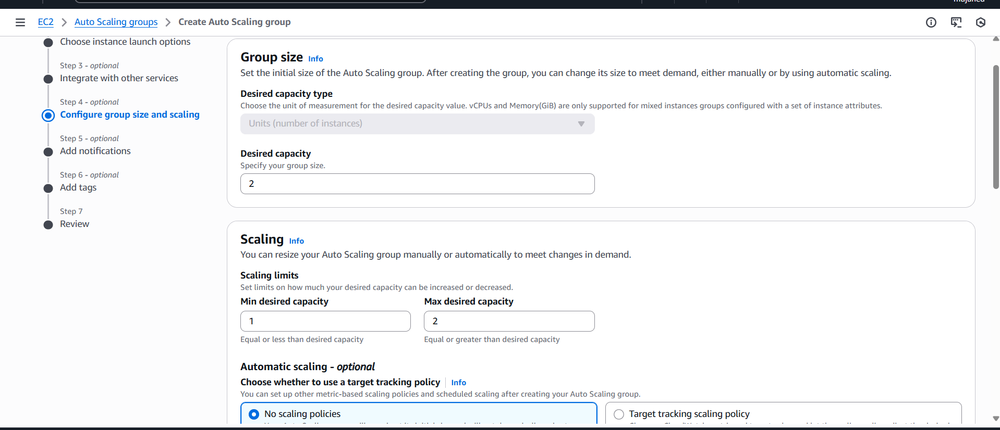 EC2
Auto Scaling groups
Create Auto Scaling group
Choose instance launch options
Step 3 - optional
Integrate with other services
Step 4 - optional
Configure group size and scaling
Step 5 - optional
Add notifications
Step 6 - optional
Add tags
Step 7
Review
Group size Info
Set the initial size of the Auto Scaling group. After creating the group, you can change its size to meet demand, either manually or by using automatic scaling.
Desired capacity type
Choose the unit of measurement for the desired capacity value. vCPUs and Memory(GiB) are only supported for mixed instances groups configured with a set of instance attributes.
Units (number of instances)
Desired capacity
Specify your group size.
2
Scaling Info
You can resize your Auto Scaling group manually or automatically to meet changes in demand.
Scaling limits
Set limits on how much your desired capacity can be increased or decreased.
Min desired capacity
1
Equal or less than desired capacity
Max desired capacity
2
Equal or greater than desired capacity
Automatic scaling - optional
Choose whether to use a target tracking policy Info
You can set up other metric-based scaling policies and scheduled scaling after creating your Auto Scaling group.
No scaling policies
Target tracking scaling policy